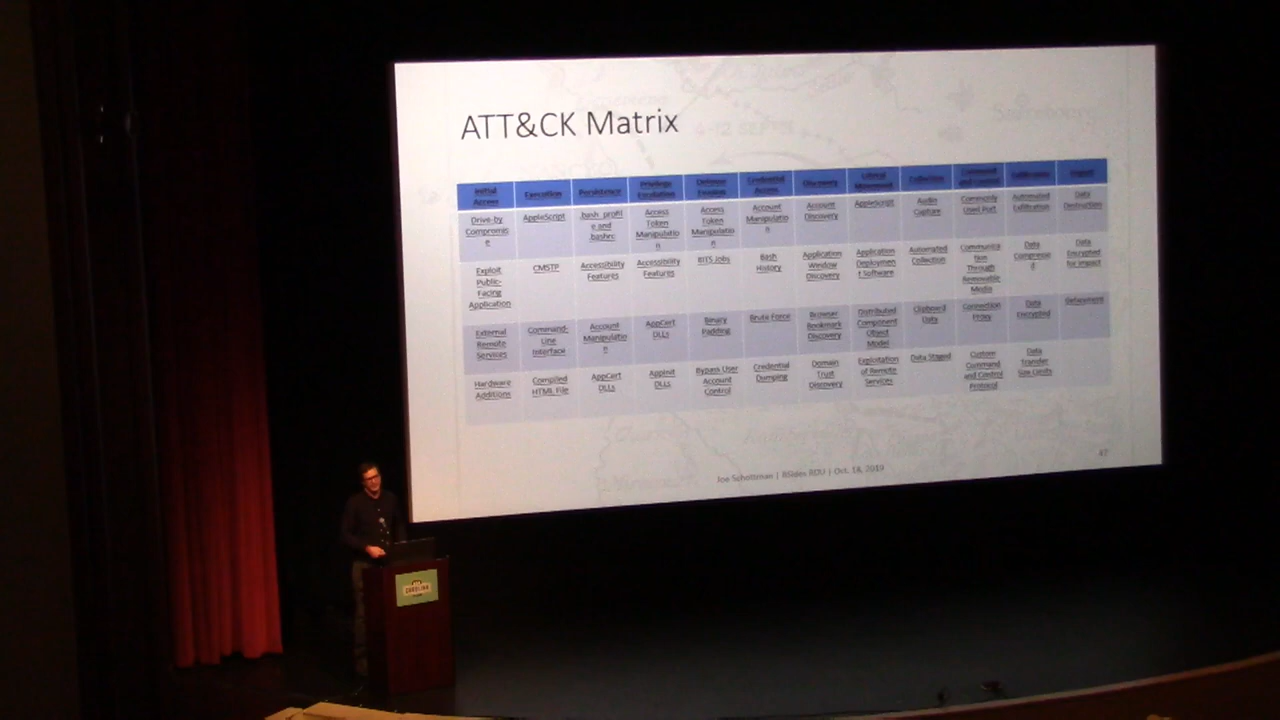 ATT&CK Matrix
Initial Access Execution Persistence Privilege Escalation Defense Evasion Credential Access Discovery Lateral Movement Collection Command and Control Exfiltration Impact
Drive-by Compromise AppleScript .bash_profile and .bashrc Access Token Manipulation Access Token Manipulation Account Manipulation Account Discovery AppleScript Audio Capture Commonly Used Port Automated Exfiltration Data Destruction
Exploit Public-Facing Application CMSTP Accessibility Features Accessibility Features BITS Jobs Bash History Application Window Discovery Application Deployment Software Automated Collection Communication Through Removable Media Data Compressed Data Encrypted for Impact
External Remote Services Command-Line Interface Account Manipulation AppCert DLLs Binary Padding Brute Force Browser Bookmark Discovery Distributed Component Object Model Clipboard Data Connection Proxy Data Encrypted Defacement
Hardware Additions Compiled HTML File AppCert DLLs AppInit DLLs Bypass User Account Control Credential Dumping Domain Trust Discovery Exploitation of Remote Services Data Staged Custom Command and Control Protocol Data Transfer Size Limits
Joe Schottman | BSides RDU | Oct. 18, 2019
47